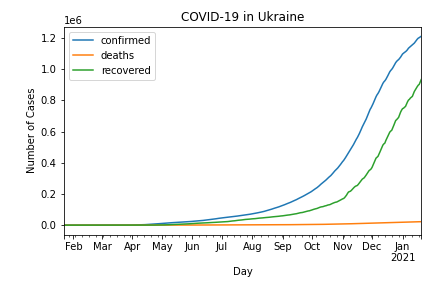 COVID-19 in Ukraine
1e6
confirmed
deaths
recovered
1.2
1.0
0.8
0.6
0.4
0.2
0.0
Number of Cases
Feb Mar Apr May Jun Jul Aug Sep Oct Nov Dec Jan
2021
Day